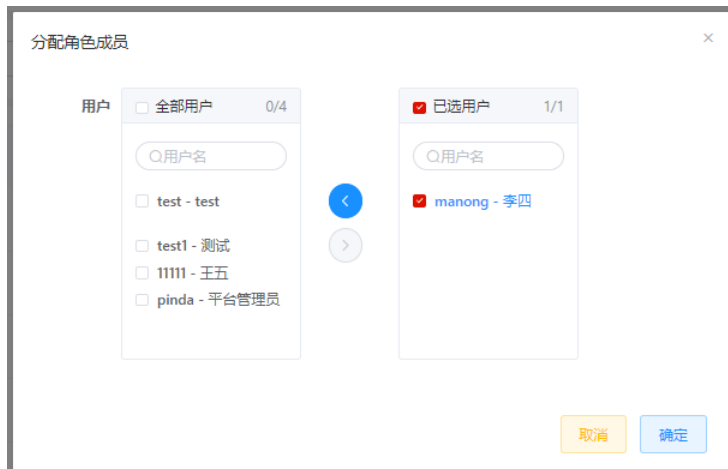 分配角色成员
用户
全部用户 0/4
用户名
test - test
test1 - 测试
11111 - 王五
pinda - 平台管理员
已选用户 1/1
用户名
manong - 李四
取消
确定